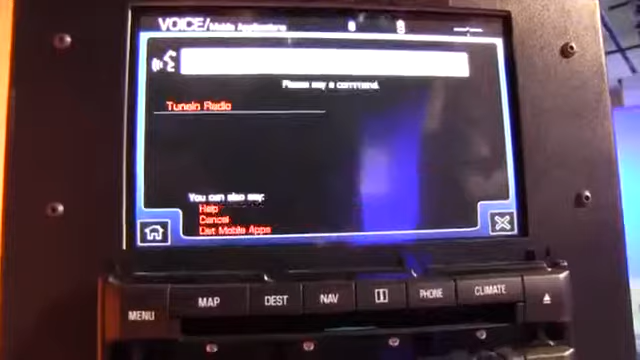 VOICE/Mobile Applications
Please say a command.
TuneIn Radio
You can also say:
Help
Cancel
List Mobile Apps
MENU
MAP
DEST
NAV
PHONE
CLIMATE